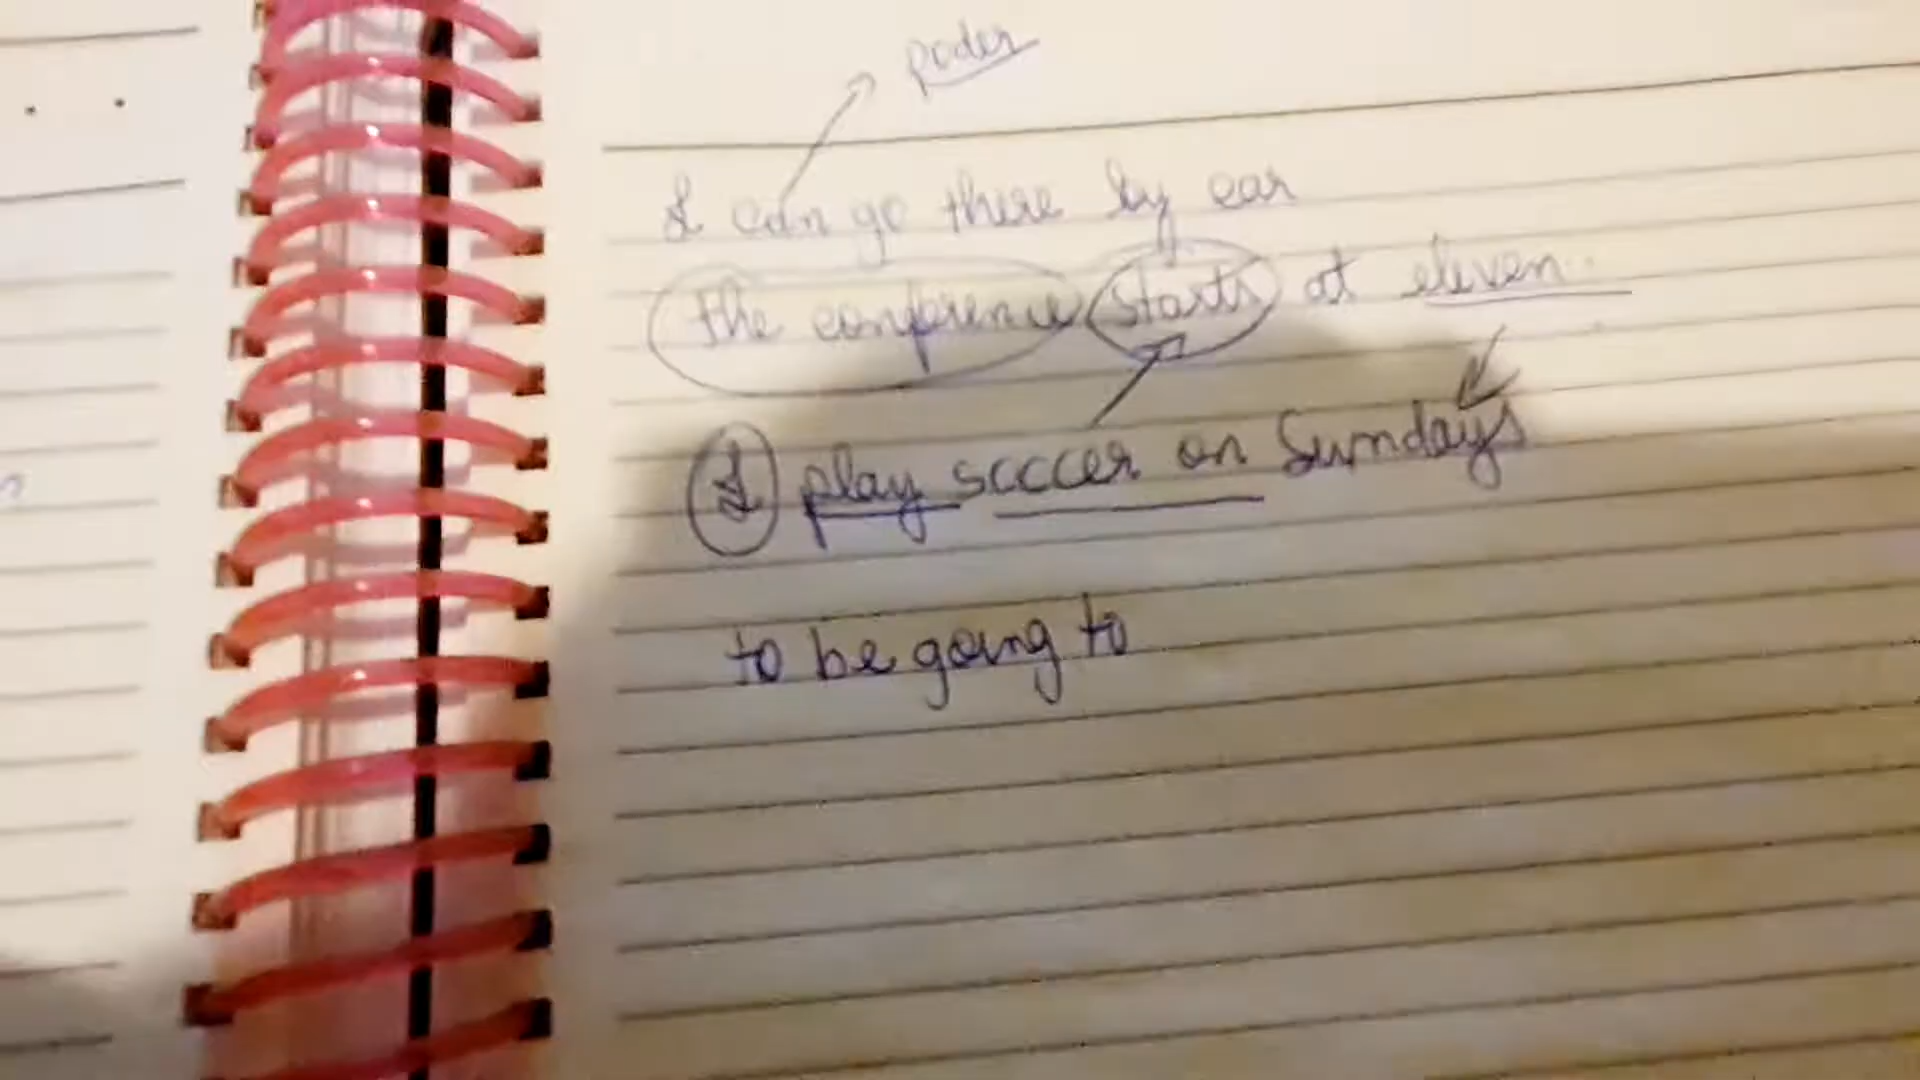 poder
I can go there by car
the conference starts at eleven..
I play soccer on Sundays
to be going to